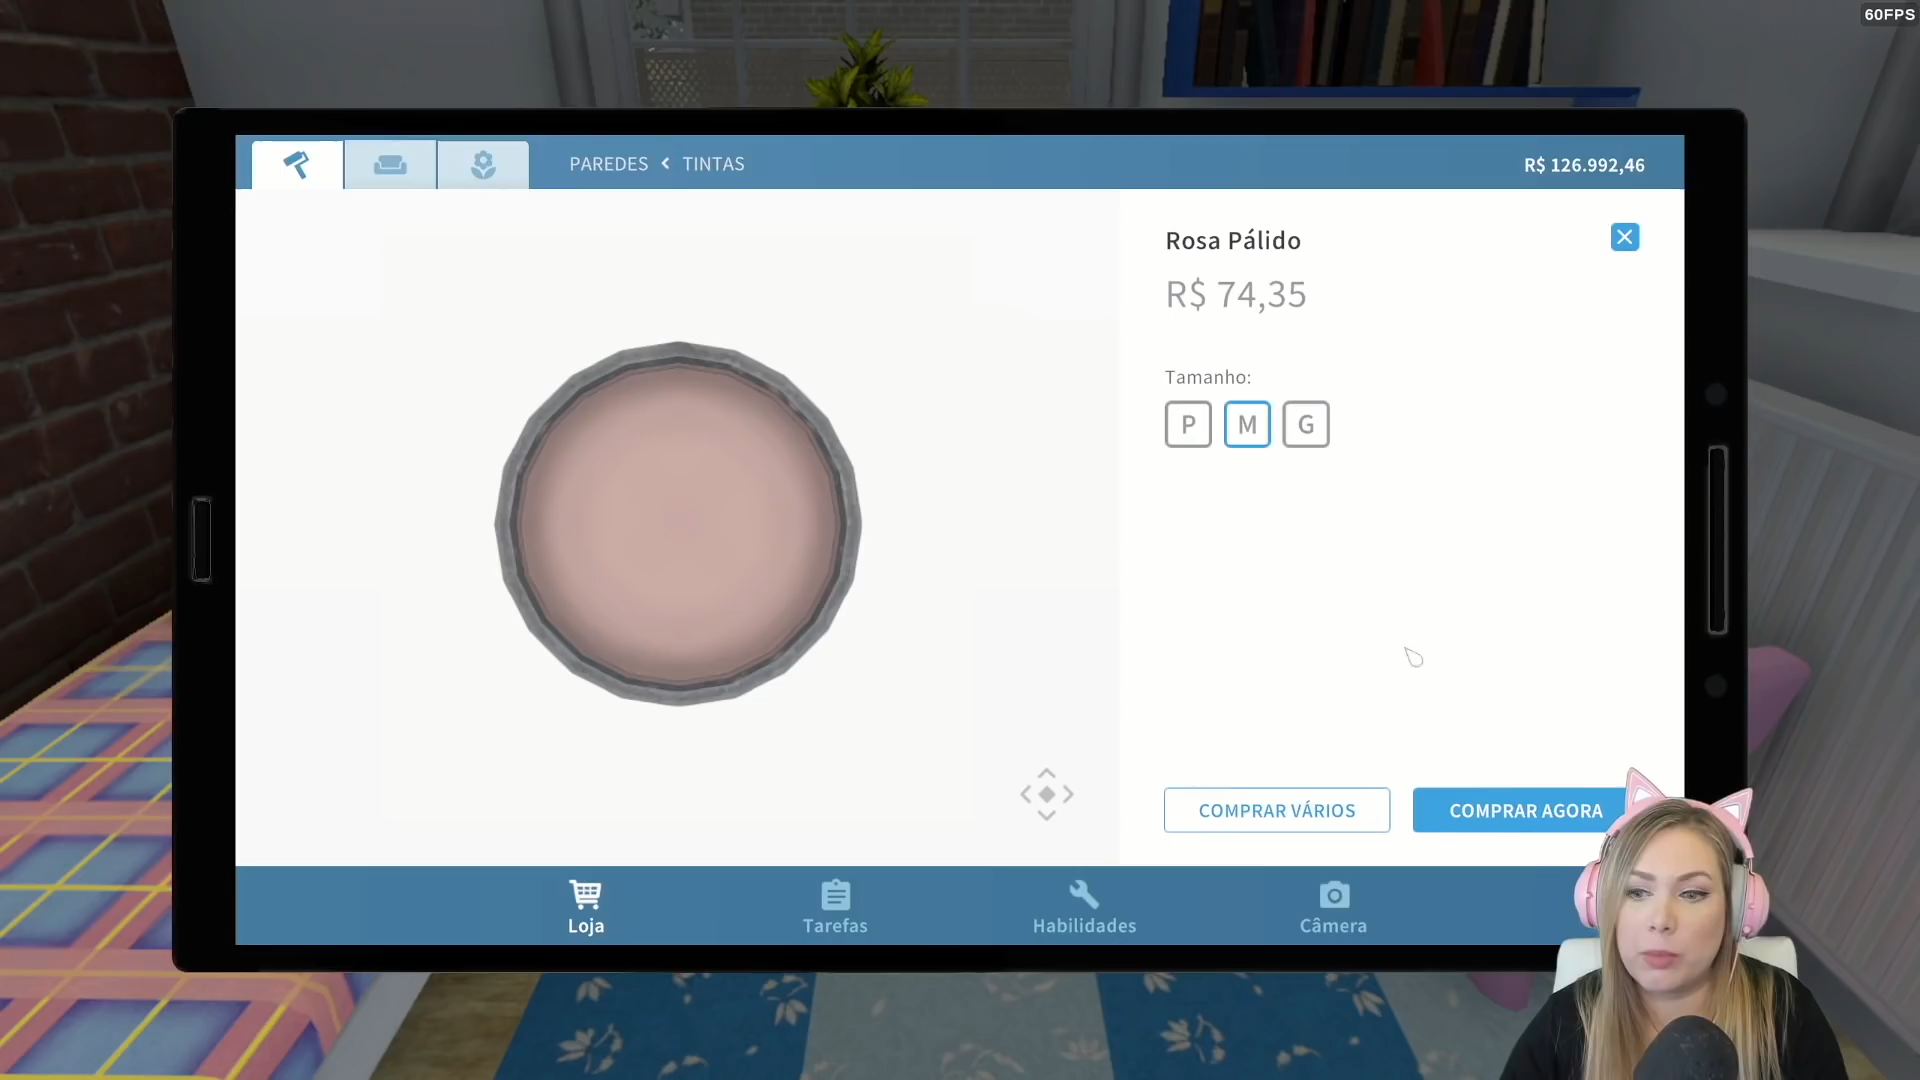 60FPS
PAREDES < TINTAS
R$ 126.992,46
Rosa Pálido
R$ 74,35
Tamanho:
P M G
COMPRAR VÁRIOS
COMPRAR AGORA
Loja
Tarefas
Habilidades
Câmera